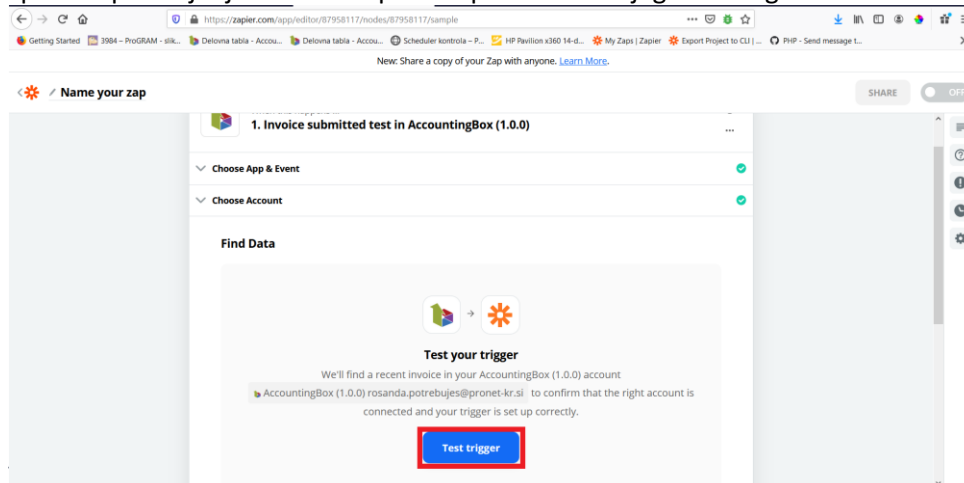 https://zapier.com/app/editor/87958117/nodes/87958117/sample
Getting Started 3984 – ProGRAM - slik... Delovna tabla - Accou... Delovna tabla - Accou... Scheduler kontrola – P... HP Pavilion x360 14-d... My Zaps | Zapier Export Project to CLI | ... PHP - Send message t...
New: Share a copy of your Zap with anyone. Learn More.
Name your zap
SHARE
OFF
1. Invoice submitted test in AccountingBox (1.0.0)
Choose App & Event
Choose Account
Find Data
Test your trigger
We'll find a recent invoice in your AccountingBox (1.0.0) account
AccountingBox (1.0.0) rosanda.potrebujes@pronet-kr.si to confirm that the right account is
connected and your trigger is set up correctly.
Test trigger